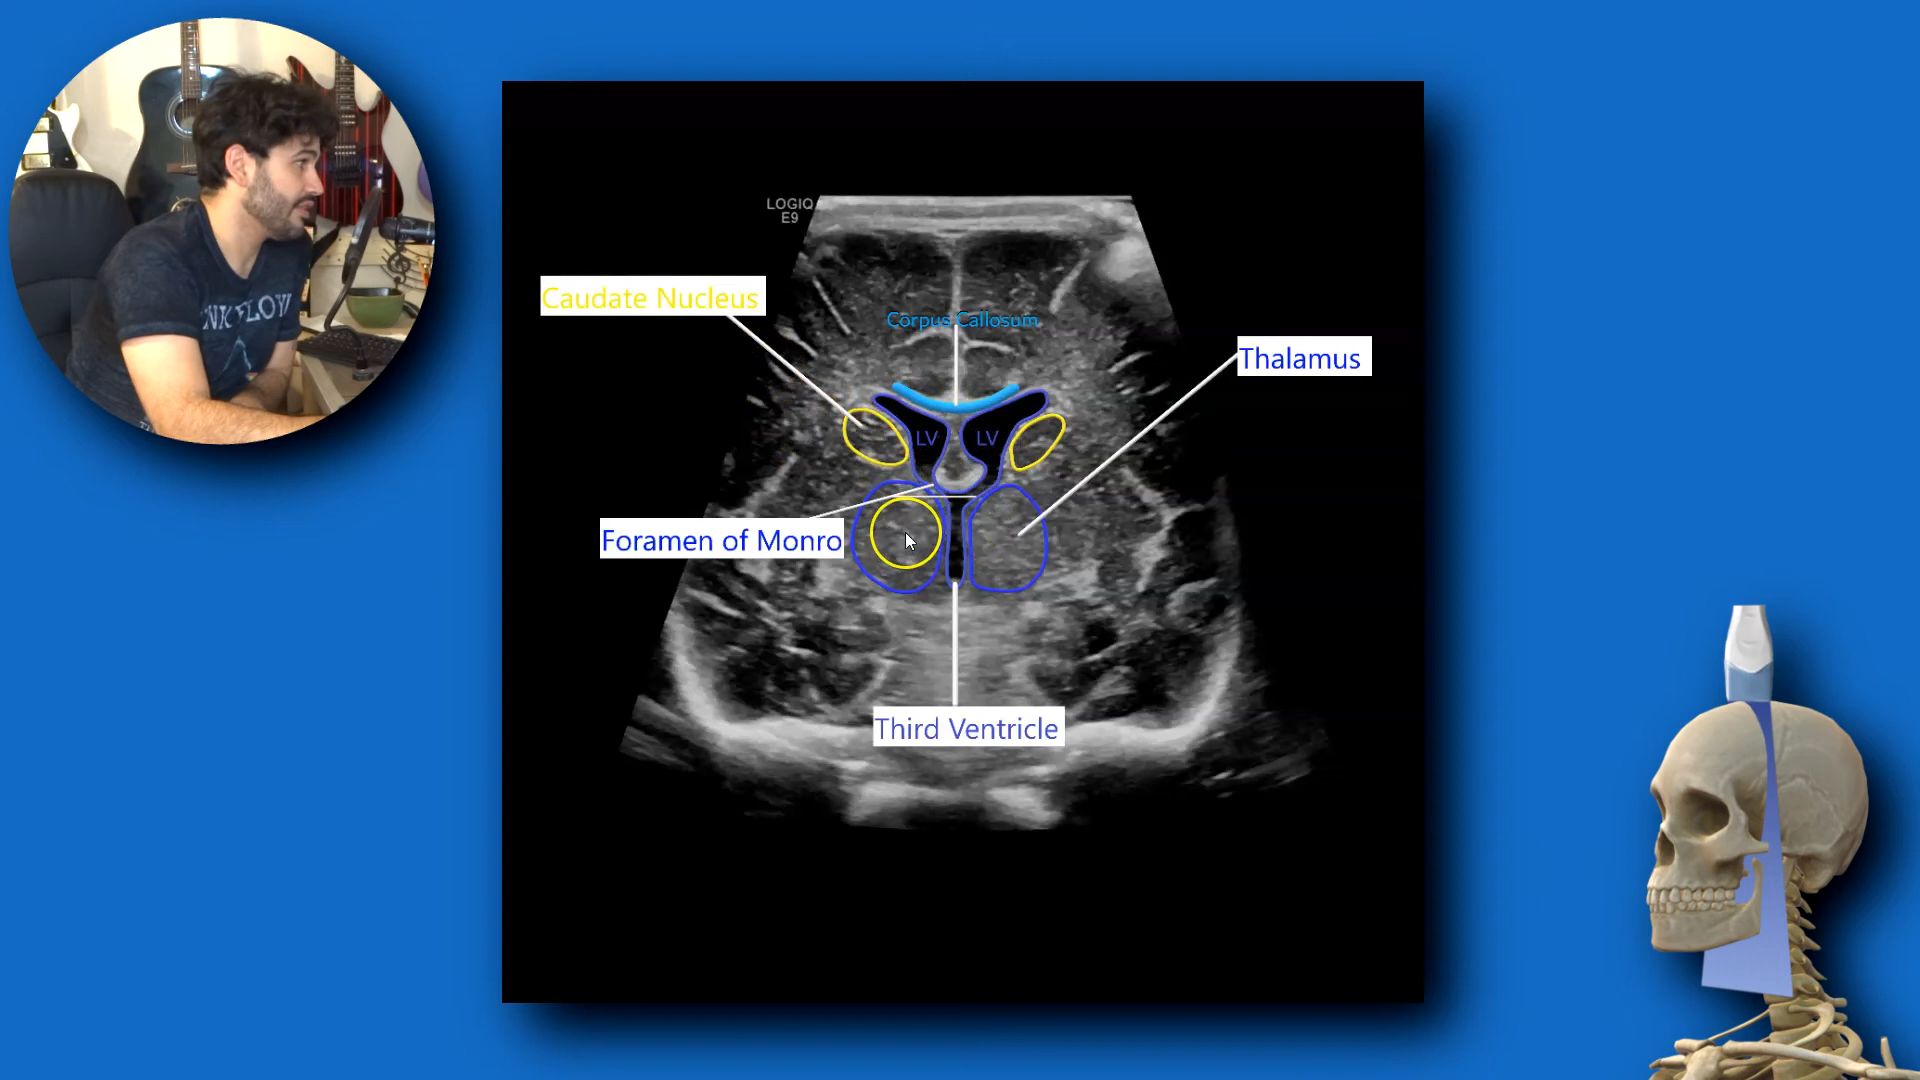 LOGIQ
E9
Caudate Nucleus
Corpus Callosum
Thalamus
LV
LV
Foramen of Monro
Third Ventricle